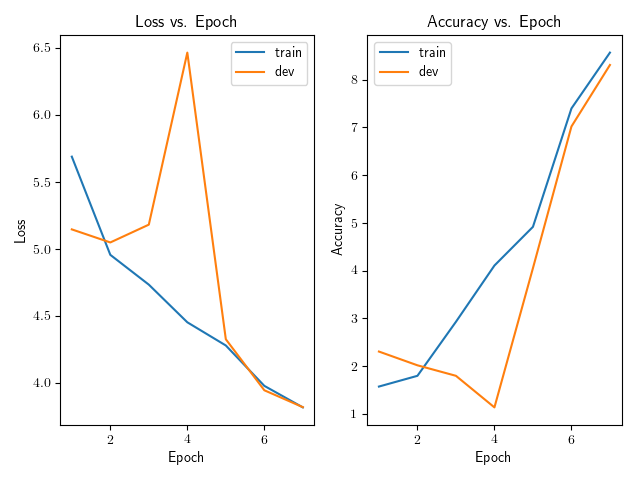 Loss vs. Epoch
6.5
6.0
5.5
5.0
4.5
4.0
Loss
2 4 6
Epoch
train
dev
Accuracy vs. Epoch
8
7
6
5
4
3
2
1
Accuracy
2 4 6
Epoch
train
dev